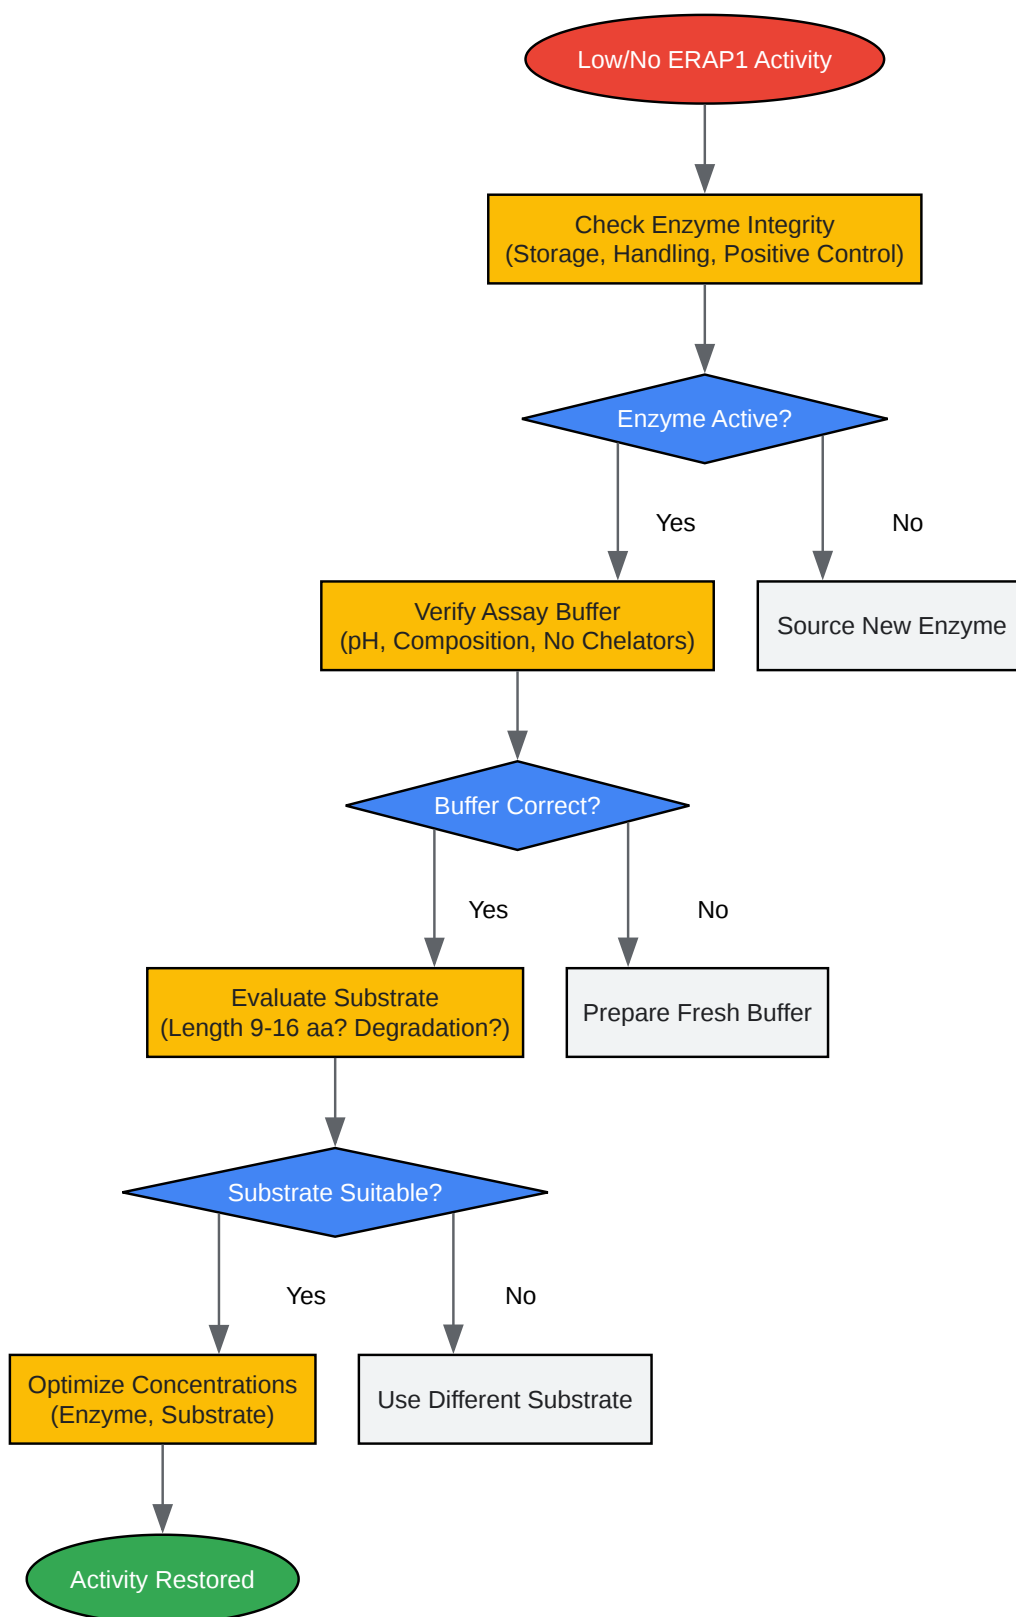 Low/No ERAP1 Activity
Check Enzyme Integrity
(Storage, Handling, Positive Control)
Enzyme Active?
Yes
No
Verify Assay Buffer
(pH, Composition, No Chelators)
Source New Enzyme
Buffer Correct?
Yes
No
Evaluate Substrate
(Length 9-16 aa? Degradation?)
Prepare Fresh Buffer
Substrate Suitable?
Yes
No
Optimize Concentrations
(Enzyme, Substrate)
Use Different Substrate
Activity Restored